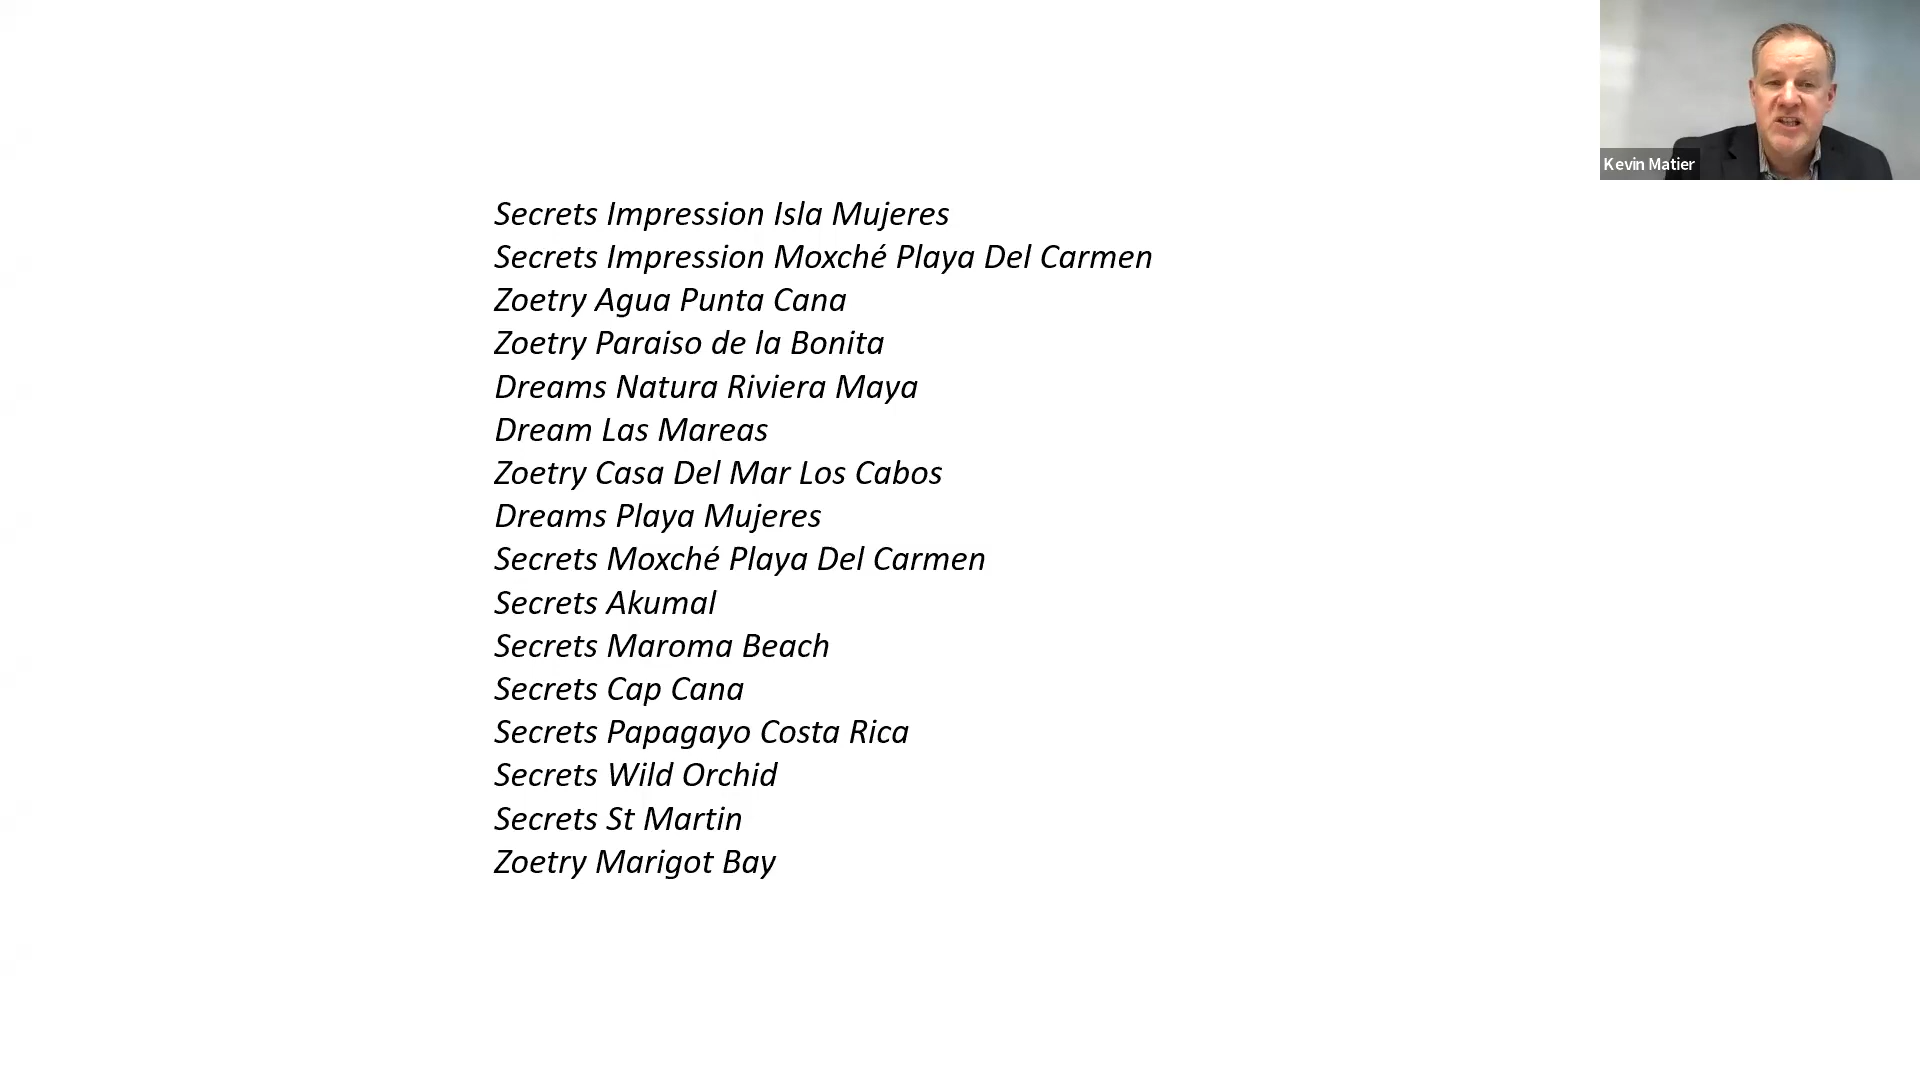 Secrets Impression Isla Mujeres
Secrets Impression Moxché Playa Del Carmen
Zoetry Agua Punta Cana
Zoetry Paraiso de la Bonita
Dreams Natura Riviera Maya
Dream Las Mareas
Zoetry Casa Del Mar Los Cabos
Dreams Playa Mujeres
Secrets Moxché Playa Del Carmen
Secrets Akumal
Secrets Maroma Beach
Secrets Cap Cana
Secrets Papagayo Costa Rica
Secrets Wild Orchid
Secrets St Martin
Zoetry Marigot Bay
Kevin Matier